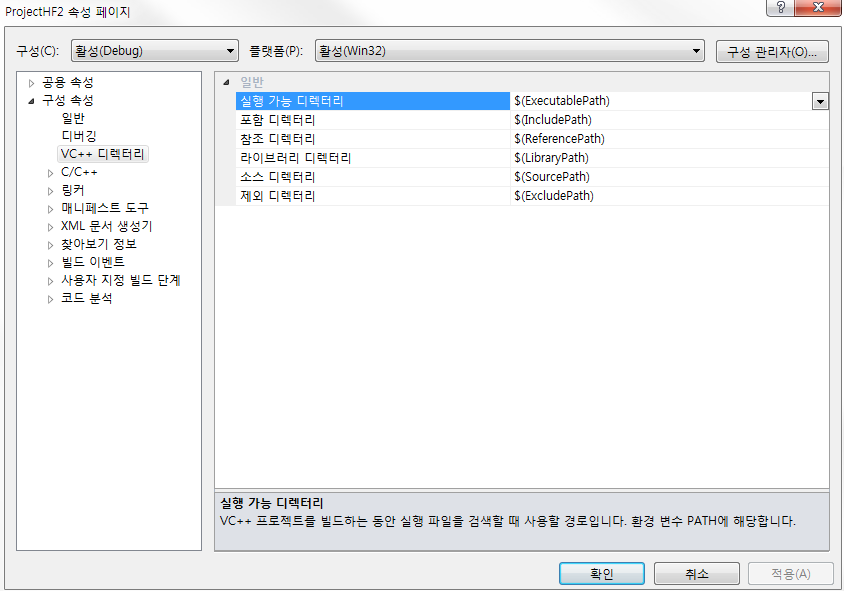 ProjectHF2 속성 페이지
구성(C): 활성(Debug) 플랫폼(P): 활성(Win32) 구성 관리자(O)...
공용 속성
구성 속성
일반
디버깅
VC++ 디렉터리
C/C++
링커
매니페스트 도구
XML 문서 생성기
찾아보기 정보
빌드 이벤트
사용자 지정 빌드 단계
코드 분석
일반
실행 가능 디렉터리 $(ExecutablePath)
포함 디렉터리 $(IncludePath)
참조 디렉터리 $(ReferencePath)
라이브러리 디렉터리 $(LibraryPath)
소스 디렉터리 $(SourcePath)
제외 디렉터리 $(ExcludePath)
실행 가능 디렉터리
VC++ 프로젝트를 빌드하는 동안 실행 파일을 검색할 때 사용할 경로입니다. 환경 변수 PATH에 해당합니다.
확인 취소 적용(A)